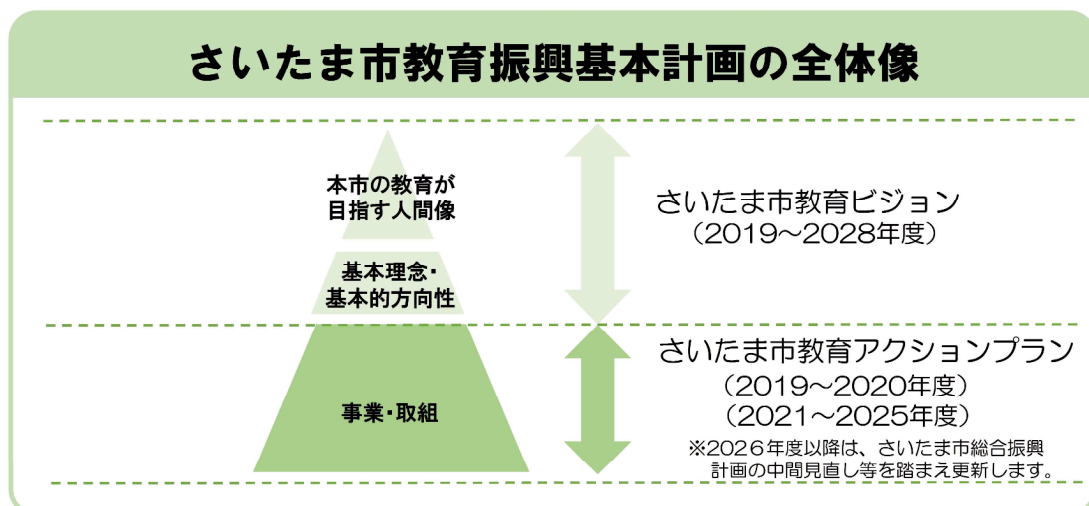 さいたま市教育振興基本計画の全体像
本市の教育が
目指す人間像
基本理念・
基本的方向性
さいたま市教育ビジョン
（2019～2028年度）
事業・取組
さいたま市教育アクションプラン
（2019～2020年度）
（2021～2025年度）
※2026年度以降は、さいたま市総合振興
計画の中間見直し等を踏まえ更新します。